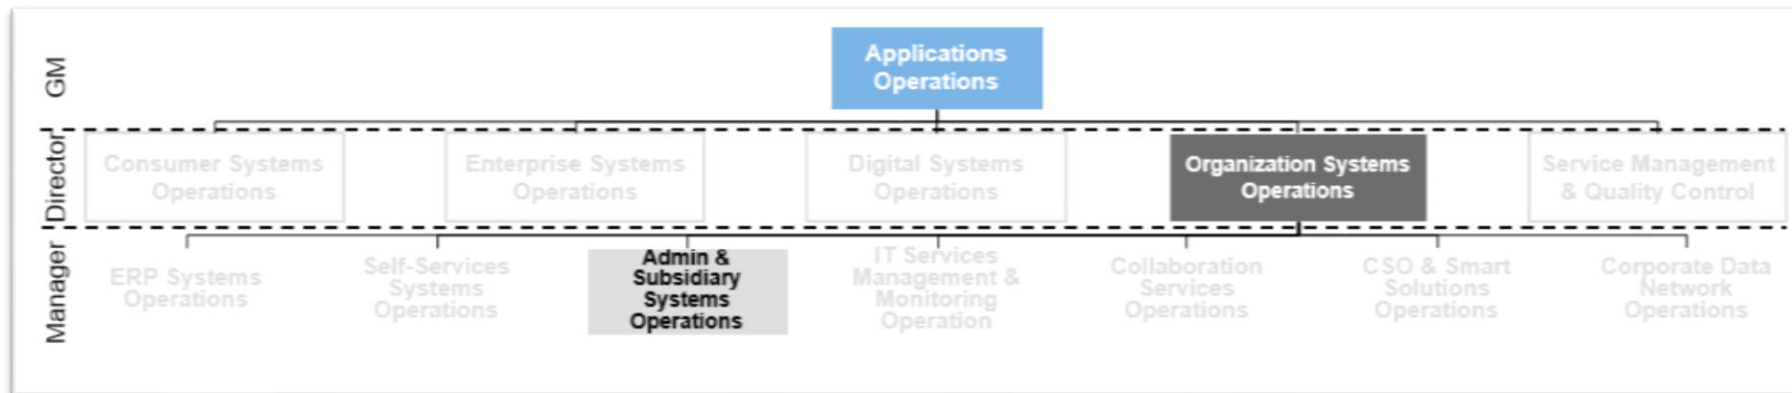 GM
Applications
Operations
Director
Consumer Systems
Operations
Enterprise Systems
Operations
Digital Systems
Operations
Organization Systems
Operations
Service Management
& Quality Control
Manager
ERP Systems
Operations
Self-Services
Systems
Operations
Admin &
Subsidiary
Systems
Operations
IT Services
Management &
Monitoring
Operation
Collaboration
Services
Operations
CSO & Smart
Solutions
Operations
Corporate Data
Network
Operations